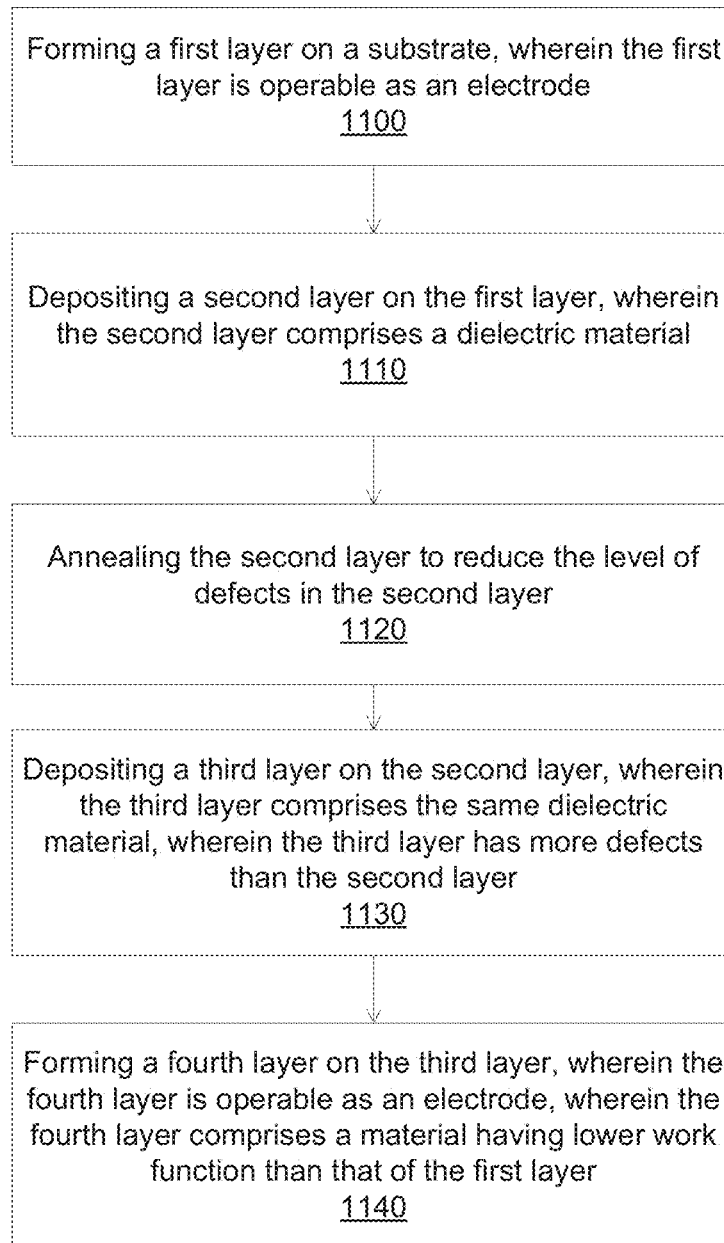 Forming a first layer on a substrate, wherein the first
layer is operable as an electrode
1100
Depositing a second layer on the first layer, wherein
the second layer comprises a dielectric material
1110
Annealing the second layer to reduce the level of
defects in the second layer
1120
Depositing a third layer on the second layer, wherein
the third layer comprises the same dielectric
material, wherein the third layer has more defects
than the second layer
1130
Forming a fourth layer on the third layer, wherein the
fourth layer is operable as an electrode, wherein the
fourth layer comprises a material having lower work
function than that of the first layer
1140